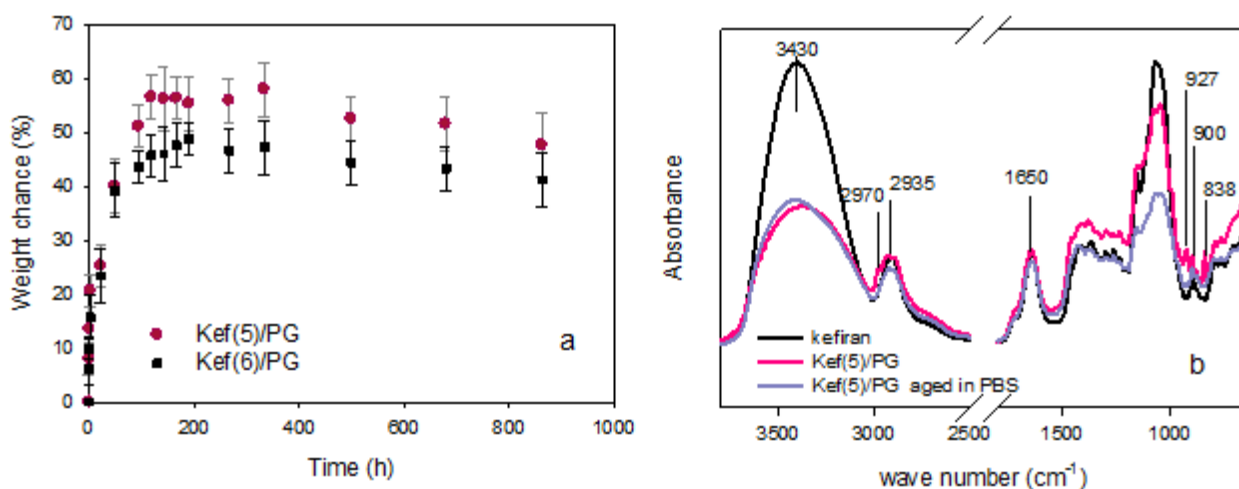 70
60
50
40
30
20
10
0
Weight chance (%)
Kef(5)/PG
Kef(6)/PG
a
0 200 400 600 800 1000
Time (h)
3430
2970
2935
1650
927
900
838
Absorbance
kefiran
Kef(5)/PG
Kef(5)/PG aged in PBS
b
3500 3000 2500 1500 1000
wave number (cm⁻¹)